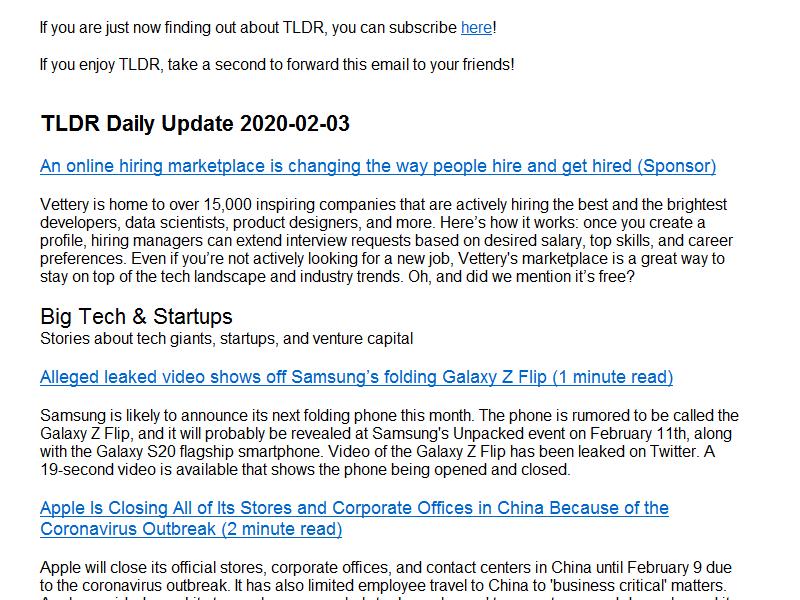 If you are just now finding out about TLDR, you can subscribe here!
If you enjoy TLDR, take a second to forward this email to your friends!
TLDR Daily Update 2020-02-03
An online hiring marketplace is changing the way people hire and get hired (Sponsor)
Vettery is home to over 15,000 inspiring companies that are actively hiring the best and the brightest
developers, data scientists, product designers, and more. Here’s how it works: once you create a
profile, hiring managers can extend interview requests based on desired salary, top skills, and career
preferences. Even if you’re not actively looking for a new job, Vettery's marketplace is a great way to
stay on top of the tech landscape and industry trends. Oh, and did we mention it’s free?
Big Tech & Startups
Stories about tech giants, startups, and venture capital
Alleged leaked video shows off Samsung’s folding Galaxy Z Flip (1 minute read)
Samsung is likely to announce its next folding phone this month. The phone is rumored to be called the
Galaxy Z Flip, and it will probably be revealed at Samsung's Unpacked event on February 11th, along
with the Galaxy S20 flagship smartphone. Video of the Galaxy Z Flip has been leaked on Twitter. A
19-second video is available that shows the phone being opened and closed.
Apple Is Closing All of Its Stores and Corporate Offices in China Because of the
Coronavirus Outbreak (2 minute read)
Apple will close its official stores, corporate offices, and contact centers in China until February 9 due
to the coronavirus outbreak. It has also limited employee travel to China to 'business critical' matters.